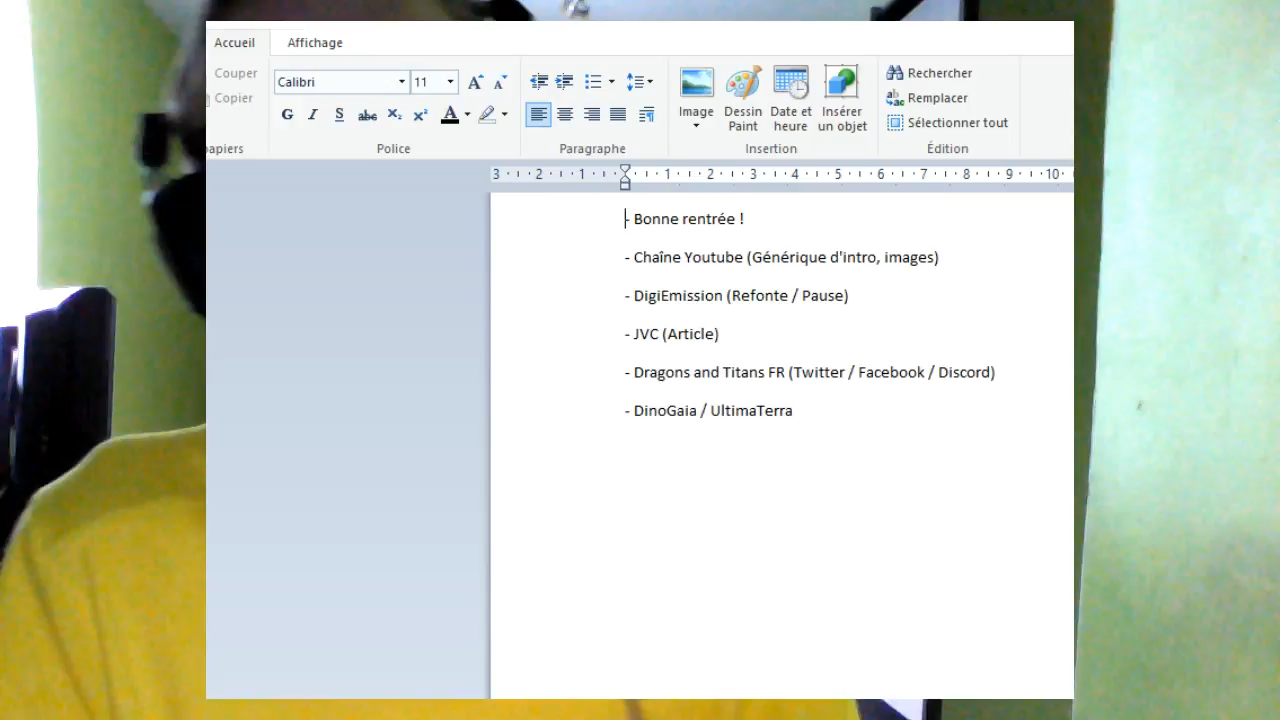 Accueil Affichage
Couper
Copier
Calibri 11
G I S abc X₂ X² A
Image
Dessin Paint
Date et heure
Insérer un objet
Rechercher
Remplacer
Sélectionner tout
Police Paragraphe Insertion Édition
3 2 1 1 2 3 4 5 6 7 8 9 10
- Bonne rentrée !
- Chaîne Youtube (Générique d'intro, images)
- DigiEmission (Refonte / Pause)
- JVC (Article)
- Dragons and Titans FR (Twitter / Facebook / Discord)
- DinoGaia / UltimaTerra